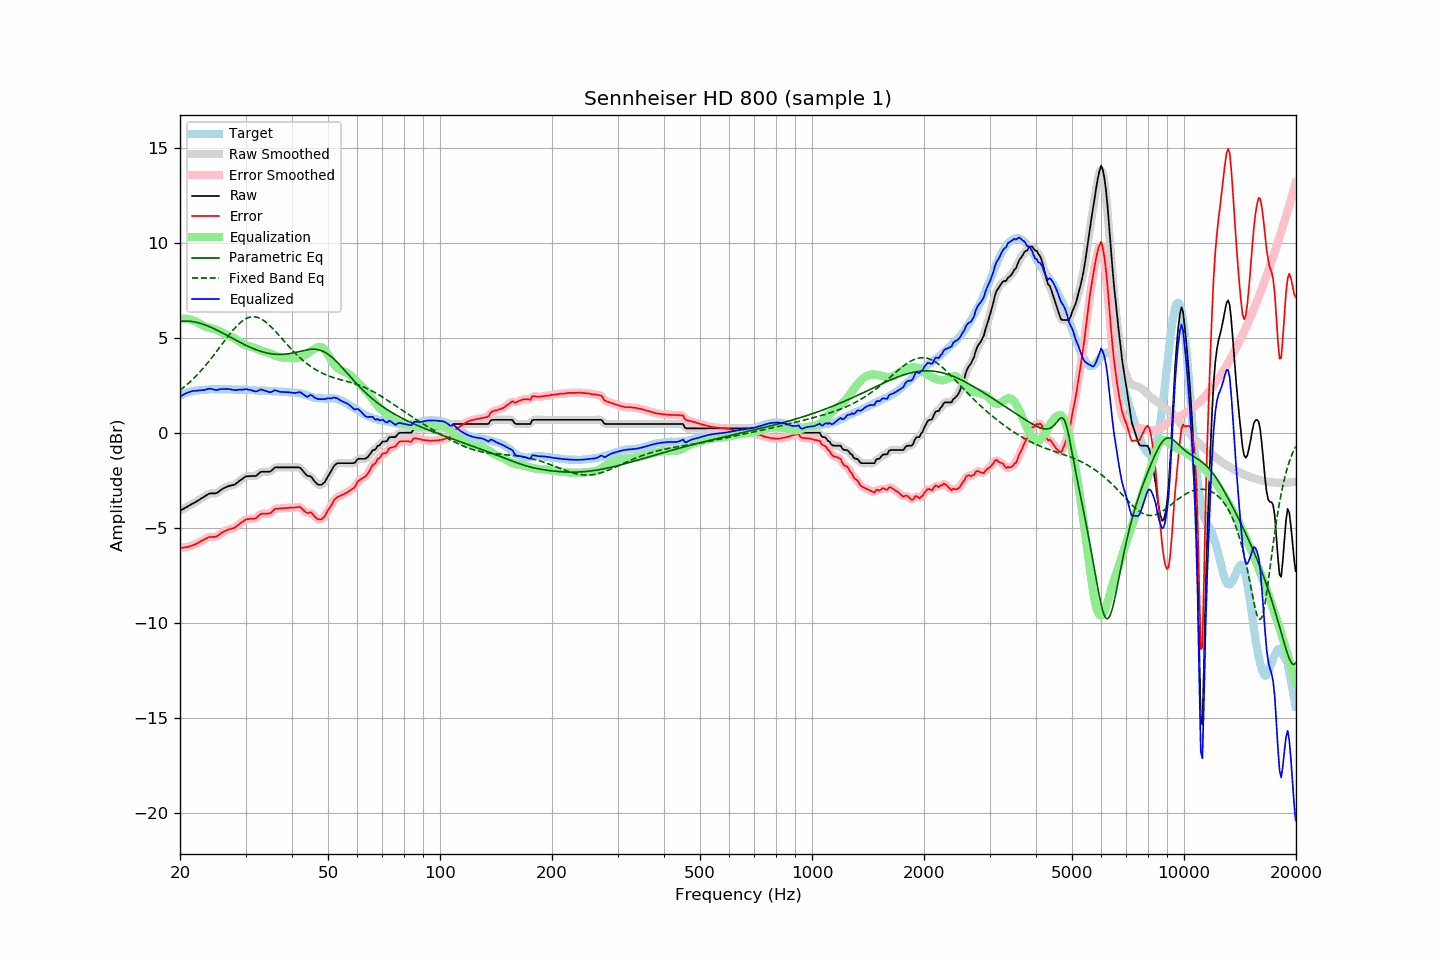 Sennheiser HD 800 (sample 1)
Target
Raw Smoothed
Error Smoothed
Raw
Error
Equalization
Parametric Eq
Fixed Band Eq
Equalized
15
10
5
0
−5
−10
−15
−20
Amplitude (dBr)
20 50 100 200 500 1000 2000 5000 10000 20000
Frequency (Hz)